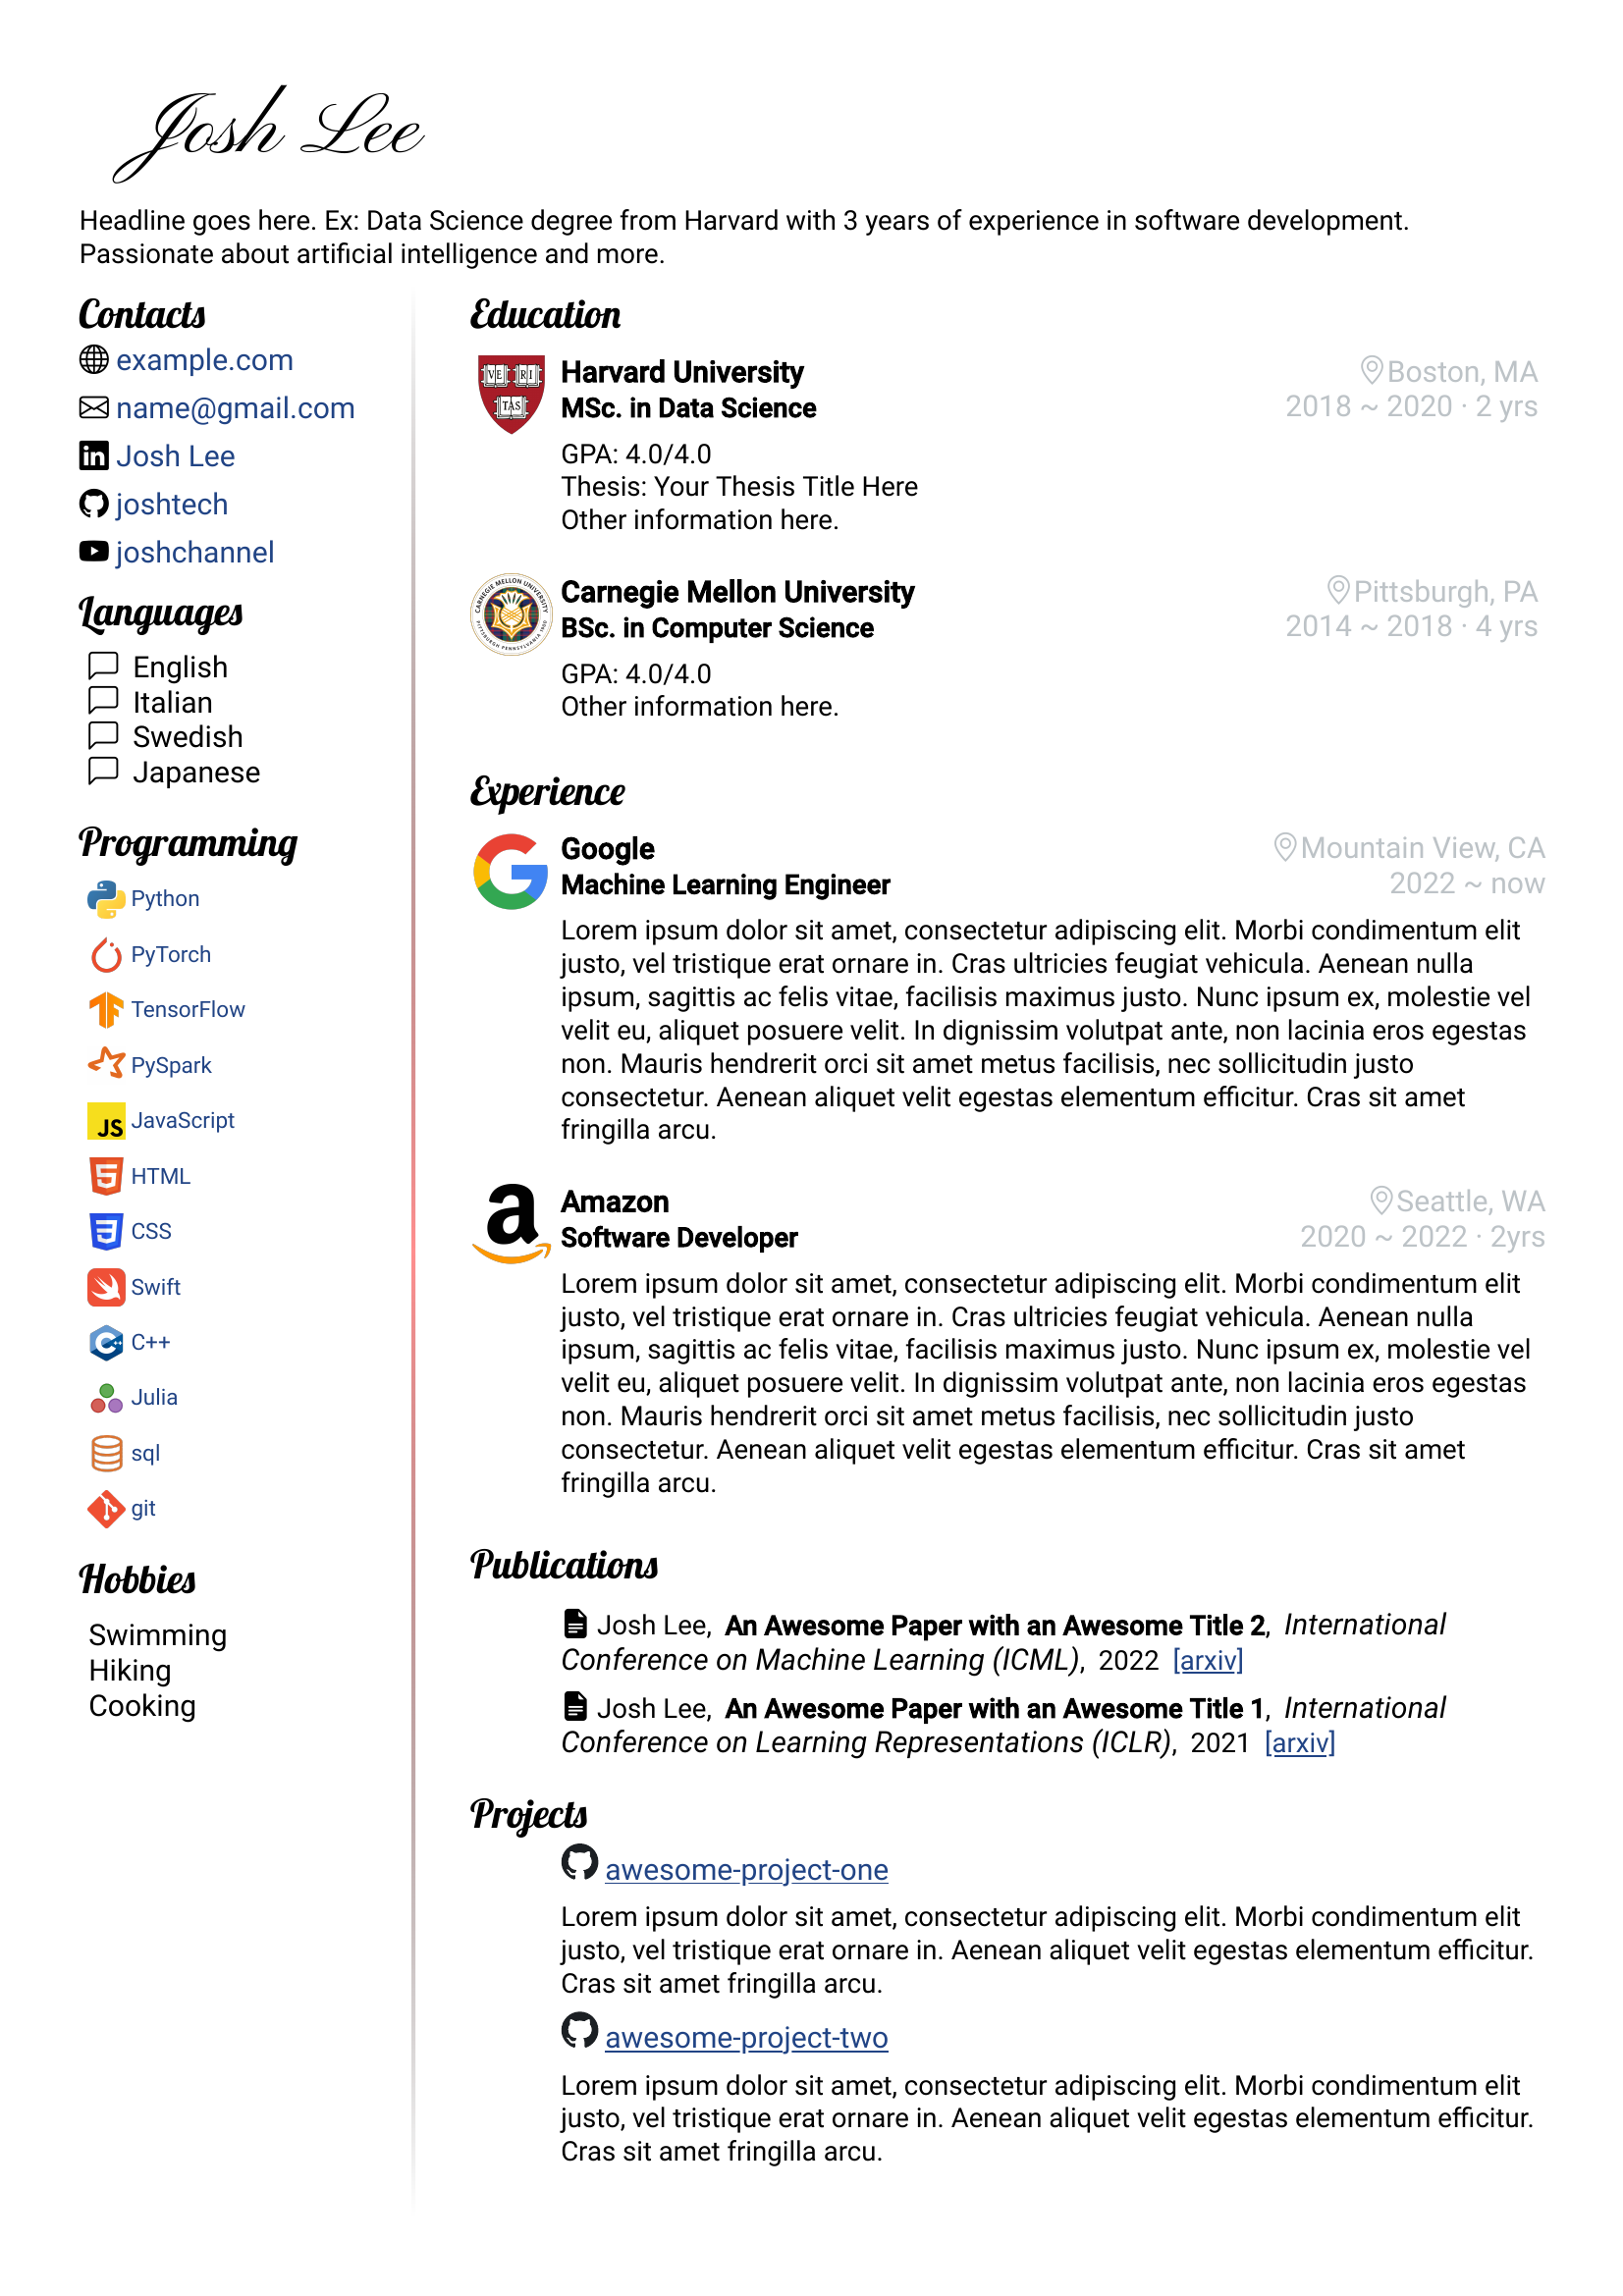 Josh Lee
Headline goes here. Ex: Data Science degree from Harvard with 3 years of experience in software development.
Passionate about artificial intelligence and more.
Contacts
example.com
name@gmail.com
Josh Lee
joshtech
joshchannel
Languages
English
Italian
Swedish
Japanese
Programming
Python
PyTorch
TensorFlow
PySpark
JS JavaScript
HTML
CSS
Swift
C++
Julia
sql
git
Hobbies
Swimming
Hiking
Cooking
Education
VE RI TAS
Harvard University
Boston, MA
MSc. in Data Science
2018 ~ 2020 · 2 yrs
GPA: 4.0/4.0
Thesis: Your Thesis Title Here
Other information here.
CARNEGIE MELLON UNIVERSITY
PITTSBURGH PENNSYLVANIA 1900
Carnegie Mellon University
Pittsburgh, PA
BSc. in Computer Science
2014 ~ 2018 · 4 yrs
GPA: 4.0/4.0
Other information here.
Experience
Google
Mountain View, CA
Machine Learning Engineer
2022 ~ now
Lorem ipsum dolor sit amet, consectetur adipiscing elit. Morbi condimentum elit
justo, vel tristique erat ornare in. Cras ultricies feugiat vehicula. Aenean nulla
ipsum, sagittis ac felis vitae, facilisis maximus justo. Nunc ipsum ex, molestie vel
velit eu, aliquet posuere velit. In dignissim volutpat ante, non lacinia eros egestas
non. Mauris hendrerit orci sit amet metus facilisis, nec sollicitudin justo
consectetur. Aenean aliquet velit egestas elementum efficitur. Cras sit amet
fringilla arcu.
Amazon
Seattle, WA
Software Developer
2020 ~ 2022 · 2yrs
Lorem ipsum dolor sit amet, consectetur adipiscing elit. Morbi condimentum elit
justo, vel tristique erat ornare in. Cras ultricies feugiat vehicula. Aenean nulla
ipsum, sagittis ac felis vitae, facilisis maximus justo. Nunc ipsum ex, molestie vel
velit eu, aliquet posuere velit. In dignissim volutpat ante, non lacinia eros egestas
non. Mauris hendrerit orci sit amet metus facilisis, nec sollicitudin justo
consectetur. Aenean aliquet velit egestas elementum efficitur. Cras sit amet
fringilla arcu.
Publications
Josh Lee, An Awesome Paper with an Awesome Title 2, International
Conference on Machine Learning (ICML), 2022 [arxiv]
Josh Lee, An Awesome Paper with an Awesome Title 1, International
Conference on Learning Representations (ICLR), 2021 [arxiv]
Projects
awesome-project-one
Lorem ipsum dolor sit amet, consectetur adipiscing elit. Morbi condimentum elit
justo, vel tristique erat ornare in. Aenean aliquet velit egestas elementum efficitur.
Cras sit amet fringilla arcu.
awesome-project-two
Lorem ipsum dolor sit amet, consectetur adipiscing elit. Morbi condimentum elit
justo, vel tristique erat ornare in. Aenean aliquet velit egestas elementum efficitur.
Cras sit amet fringilla arcu.